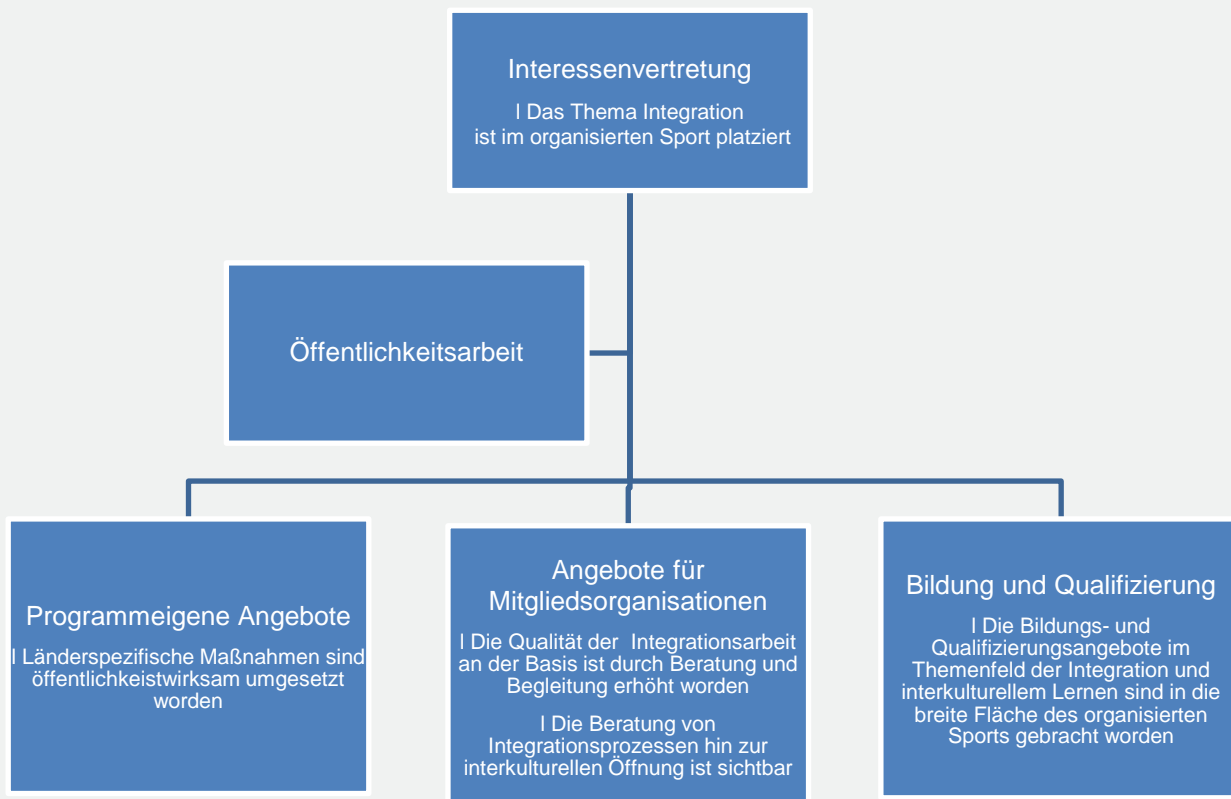 Interessenvertretung
l Das Thema Integration
ist im organisierten Sport platziert
Öffentlichkeitsarbeit
Programmeigene Angebote
l Länderspezifische Maßnahmen sind
öffentlichkeistwirksam umgesetzt
worden
Angebote für
Mitgliedsorganisationen
l Die Qualität der  Integrationsarbeit
an der Basis ist durch Beratung und
Begleitung erhöht worden
l Die Beratung von
Integrationsprozessen hin zur
interkulturellen Öffnung ist sichtbar
Bildung und Qualifizierung
l Die Bildungs- und
Qualifizierungsangebote im
Themenfeld der Integration und
interkulturellem Lernen sind in die
breite Fläche des organisierten
Sports gebracht worden